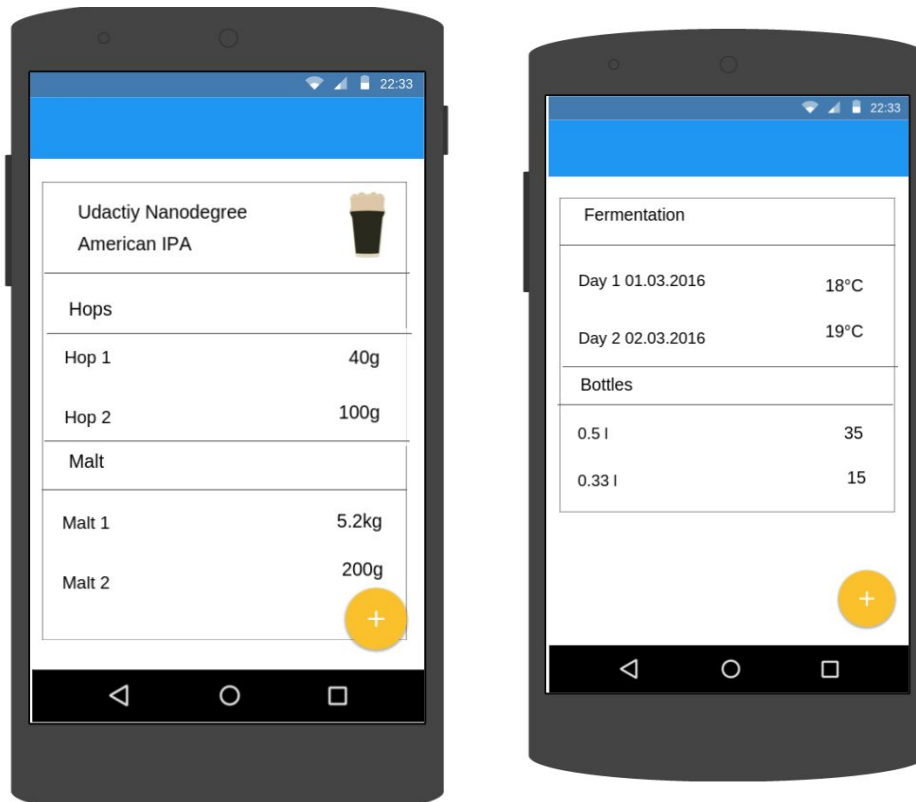 22:33
Udactiy Nanodegree
American IPA
Hops
Hop 1 40g
Hop 2 100g
Malt
Malt 1 5.2kg
Malt 2 200g
+
22:33
Fermentation
Day 1 01.03.2016 18°C
Day 2 02.03.2016 19°C
Bottles
0.5 l 35
0.33 l 15
+